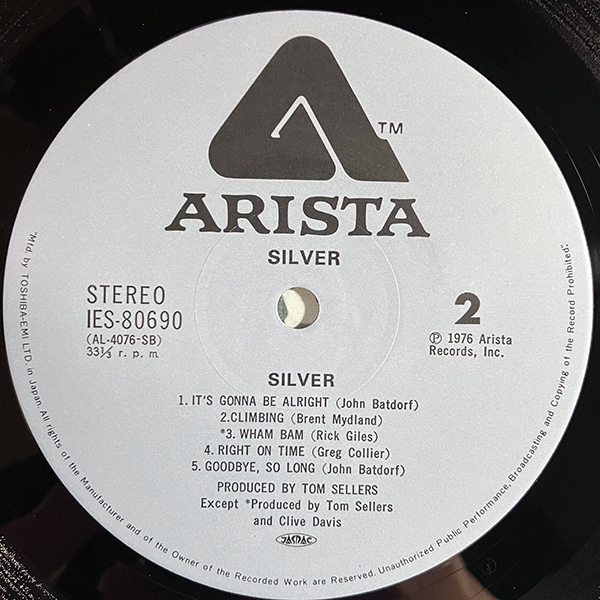 TM
ARISTA
SILVER
STEREO
IES-80690
(AL-4076-SB)
33⅓ r. p. m.
2
Ⓟ 1976 Arista
Records, Inc.
SILVER
1. IT'S GONNA BE ALRIGHT (John Batdorf)
2.CLIMBING (Brent Mydland)
*3. WHAM BAM (Rick Giles)
4. RIGHT ON TIME (Greg Collier)
5. GOODBYE, SO LONG (John Batdorf)
PRODUCED BY TOM SELLERS
Except *Produced by Tom Sellers
and Clive Davis
JASRAC
"Mfd. by TOSHIBA-EMI LTD. in Japan. All rights of the Manufacturer and of the Owner of the Recorded Work are Reserved. Unauthorized Public Performance, Broadcasting and Copying of the Record Prohibited".